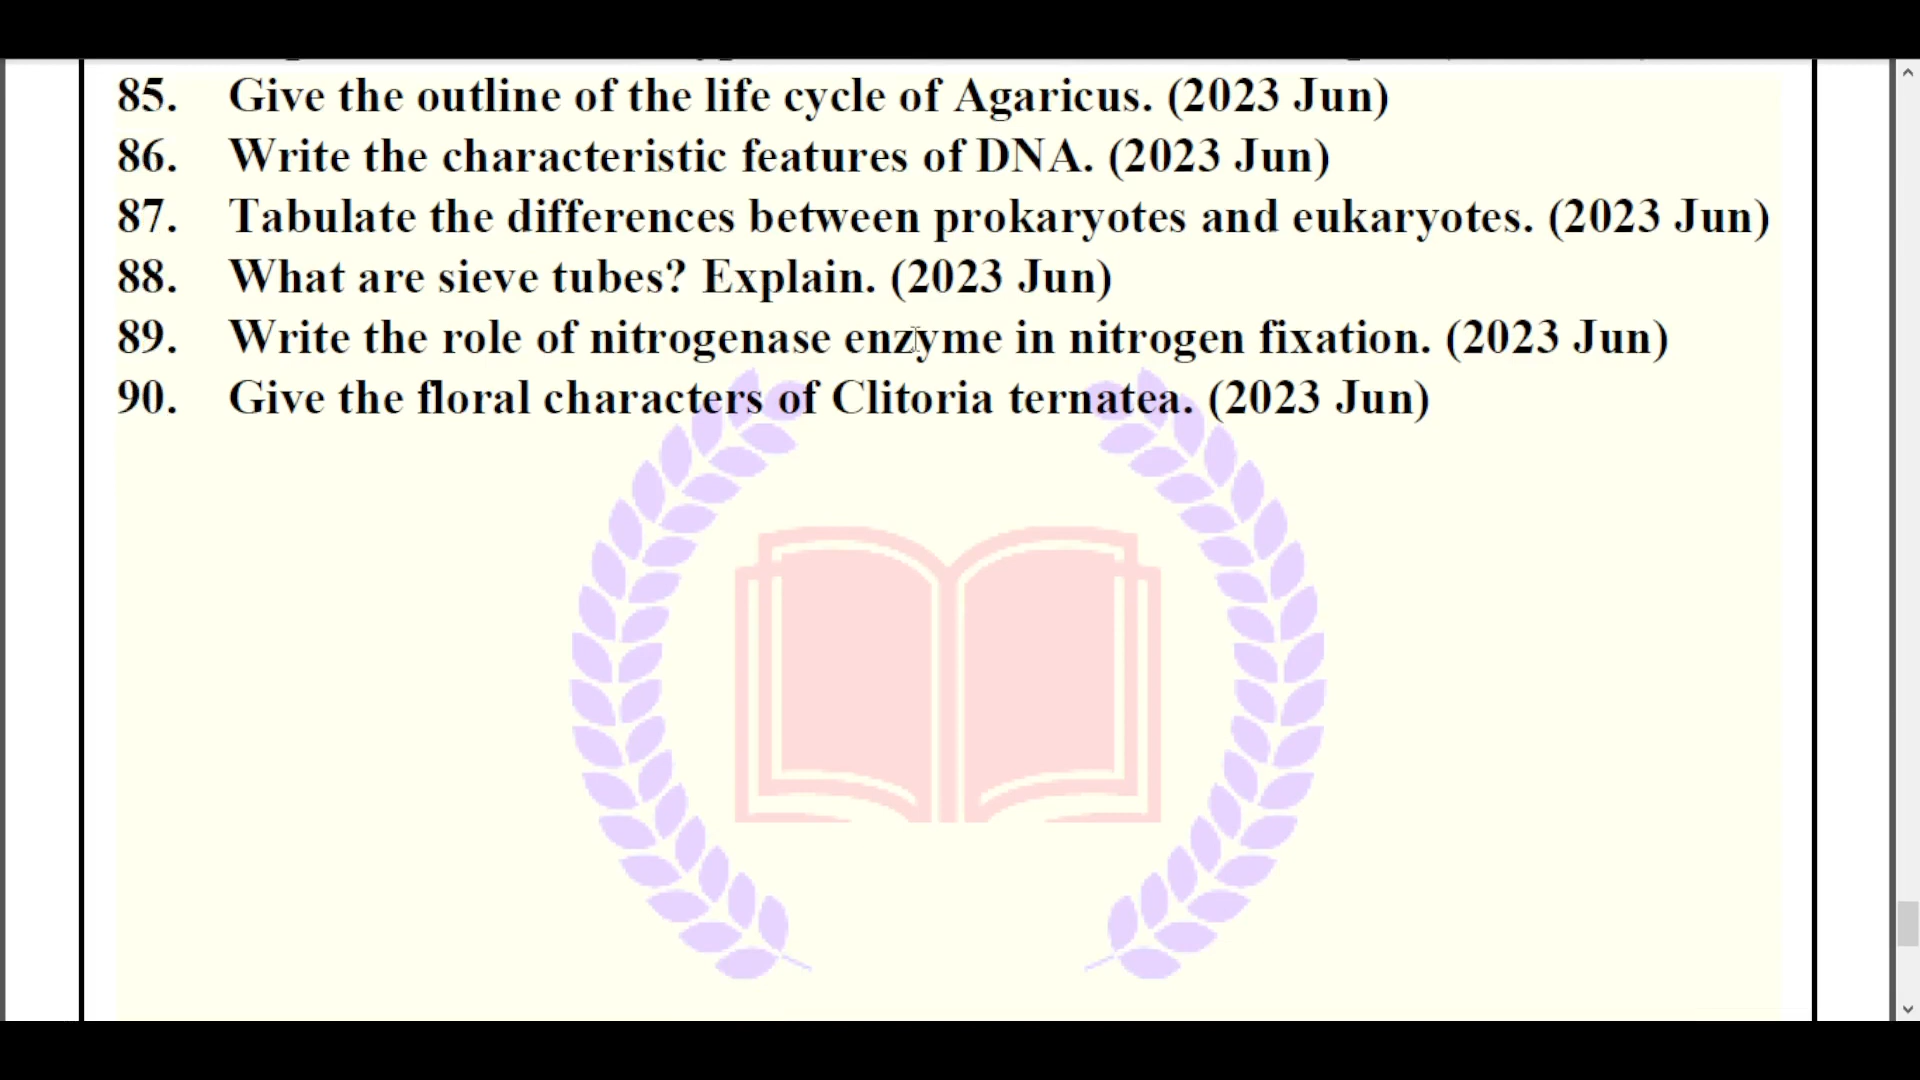 85. Give the outline of the life cycle of Agaricus. (2023 Jun)
86. Write the characteristic features of DNA. (2023 Jun)
87. Tabulate the differences between prokaryotes and eukaryotes. (2023 Jun)
88. What are sieve tubes? Explain. (2023 Jun)
89. Write the role of nitrogenase enzyme in nitrogen fixation. (2023 Jun)
90. Give the floral characters of Clitoria ternatea. (2023 Jun)